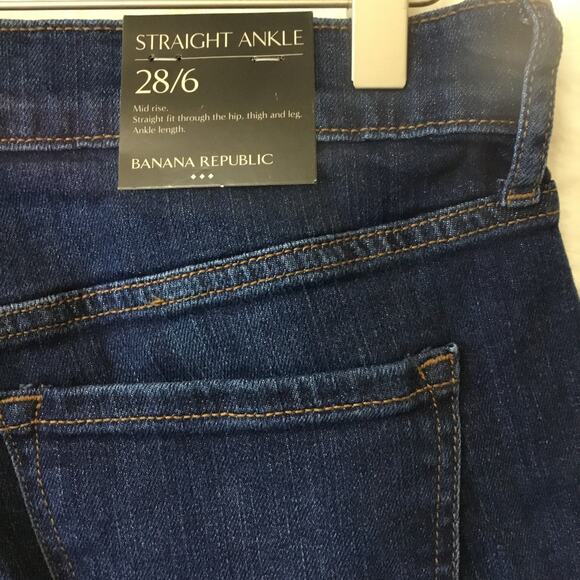 STRAIGHT ANKLE
28/6
Mid rise.
Straight fit through the hip, thigh and leg.
Ankle length.
BANANA REPUBLIC